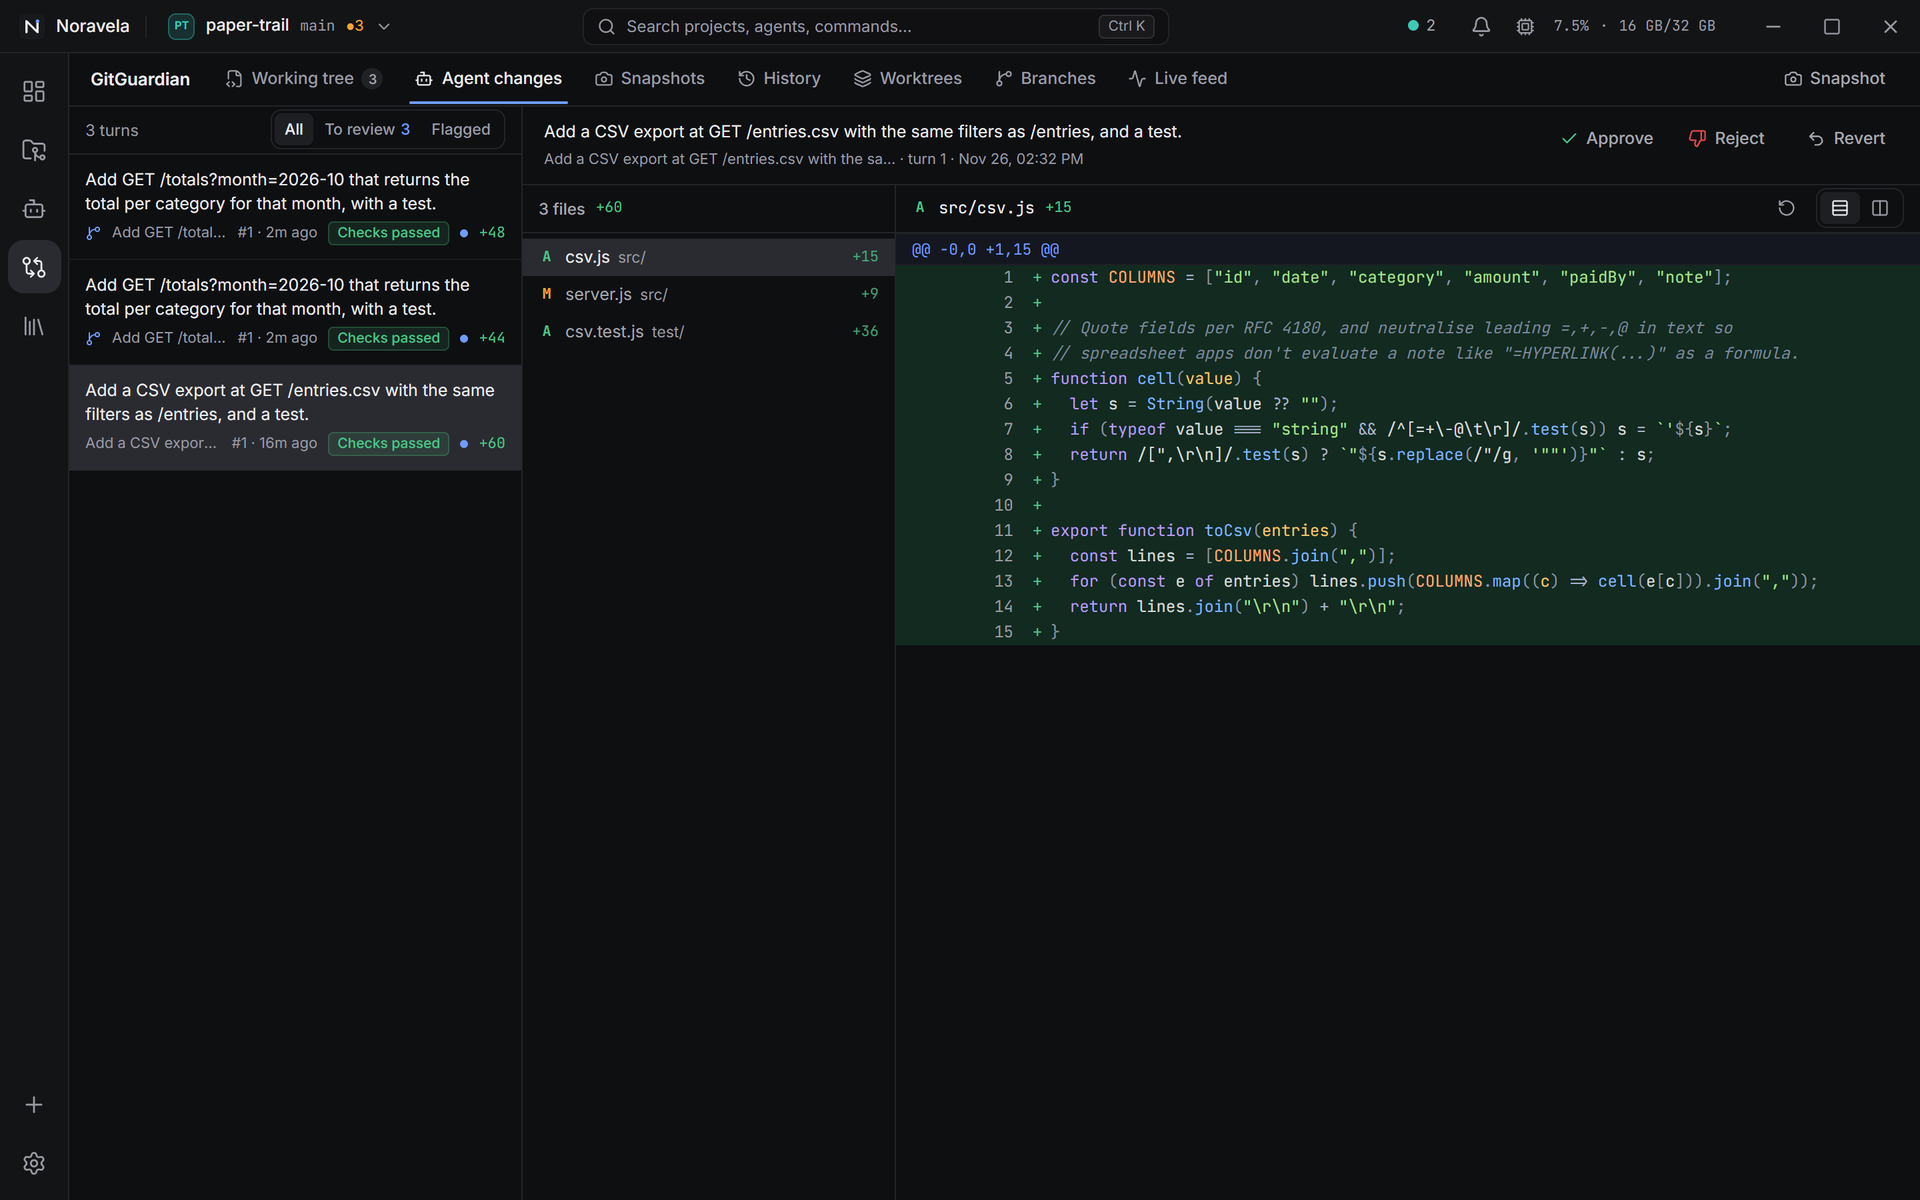 Noravela
PT paper-trail main 3
Search projects, agents, commands... Ctrl K
2
7.5% · 16 GB/32 GB
GitGuardian
Working tree 3
Agent changes
Snapshots
History
Worktrees
Branches
Live feed
Snapshot
3 turns
All To review 3 Flagged
Add GET /totals?month=2026-10 that returns the
total per category for that month, with a test.
Add GET /total... #1 · 2m ago Checks passed +48
Add GET /totals?month=2026-10 that returns the
total per category for that month, with a test.
Add GET /total... #1 · 2m ago Checks passed +44
Add a CSV export at GET /entries.csv with the same
filters as /entries, and a test.
Add a CSV expor... #1 · 16m ago Checks passed +60
Add a CSV export at GET /entries.csv with the same filters as /entries, and a test.
Add a CSV export at GET /entries.csv with the sa... · turn 1 · Nov 26, 02:32 PM
Approve
Reject
Revert
3 files +60
A csv.js src/ +15
M server.js src/ +9
A csv.test.js test/ +36
A src/csv.js +15
@@ -0,0 +1,15 @@
1 + const COLUMNS = ["id", "date", "category", "amount", "paidBy", "note"];
2 +
3 + // Quote fields per RFC 4180, and neutralise leading =,+,-,@ in text so
4 + // spreadsheet apps don't evaluate a note like "=HYPERLINK(...)" as a formula.
5 + function cell(value) {
6 +   let s = String(value ?? "");
7 +   if (typeof value === "string" && /^[=+\-@\t\r]/.test(s)) s = `'${s}`;
8 +   return /[",\r\n]/.test(s) ? `"${s.replace(/"/g, '""')}"` : s;
9 + }
10 +
11 + export function toCsv(entries) {
12 +   const lines = [COLUMNS.join(",")];
13 +   for (const e of entries) lines.push(COLUMNS.map((c) => cell(e[c])).join(","));
14 +   return lines.join("\r\n") + "\r\n";
15 + }